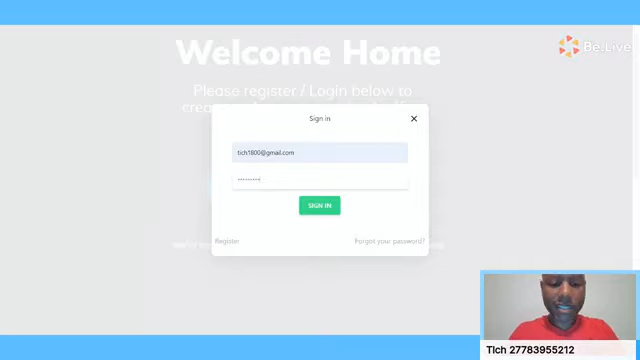 Welcome Home
Be.Live
Please register / Login below to
Sign in
tich1800@gmail.com
SIGN IN
Register
Forgot your password?
Tich 27783955212